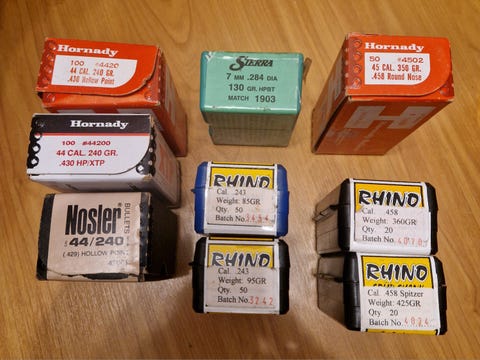 Hornady
100 #4420
44 CAL. 240 GR.
.430 Hollow Point
Hornady
100 #44200
44 CAL. 240 GR.
.430 HP/XTP
Nosler
BULLETS
44/240
(.429) HOLLOW POINT
SIERRA
7 MM .284 DIA
130 GR. HPBT
MATCH 1903
Hornady
50 #4502
45 CAL. 350 GR.
.458 Round Nose
RHINO
Cal. .243
Weight: 85GR
Qty. 50
Batch No.
RHINO
Cal. .243
Weight: 95GR
Qty. 50
Batch No. 3242
RHINO
Cal. 458
Weight: 360GR
Qty. 20
Batch No.
RHINO
Cal. 458 Spitzer
Weight: 425GR
Qty. 20
Batch No.